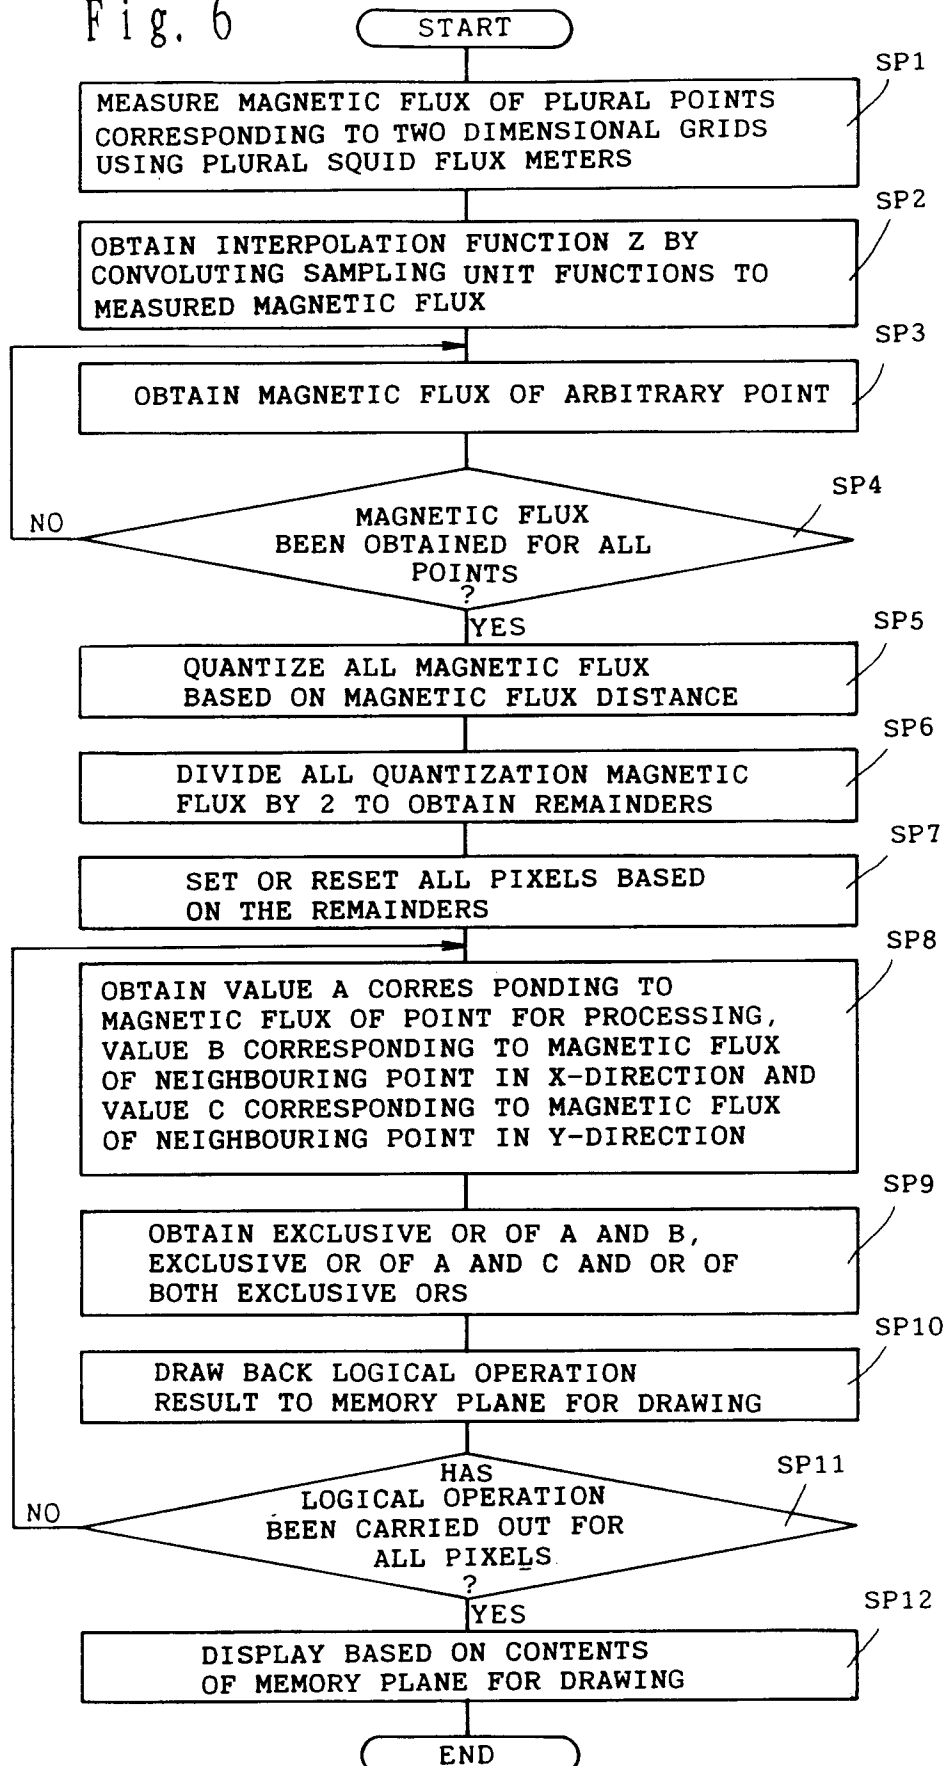 Fig. 6
START
SP1
MEASURE MAGNETIC FLUX OF PLURAL POINTS
CORRESPONDING TO TWO DIMENSIONAL GRIDS
USING PLURAL SQUID FLUX METERS
SP2
OBTAIN INTERPOLATION FUNCTION Z BY
CONVOLUTING SAMPLING UNIT FUNCTIONS TO
MEASURED MAGNETIC FLUX
SP3
OBTAIN MAGNETIC FLUX OF ARBITRARY POINT
SP4
NO
MAGNETIC FLUX
BEEN OBTAINED FOR ALL
POINTS
?
YES
SP5
QUANTIZE ALL MAGNETIC FLUX
BASED ON MAGNETIC FLUX DISTANCE
SP6
DIVIDE ALL QUANTIZATION MAGNETIC
FLUX BY 2 TO OBTAIN REMAINDERS
SP7
SET OR RESET ALL PIXELS BASED
ON THE REMAINDERS
SP8
OBTAIN VALUE A CORRES PONDING TO
MAGNETIC FLUX OF POINT FOR PROCESSING,
VALUE B CORRESPONDING TO MAGNETIC FLUX
OF NEIGHBOURING POINT IN X-DIRECTION AND
VALUE C CORRESPONDING TO MAGNETIC FLUX
OF NEIGHBOURING POINT IN Y-DIRECTION
SP9
OBTAIN EXCLUSIVE OR OF A AND B,
EXCLUSIVE OR OF A AND C AND OR OF
BOTH EXCLUSIVE ORS
SP10
DRAW BACK LOGICAL OPERATION
RESULT TO MEMORY PLANE FOR DRAWING
SP11
HAS
LOGICAL OPERATION
NO
BEEN CARRIED OUT FOR
ALL PIXELS
?
YES
SP12
DISPLAY BASED ON CONTENTS
OF MEMORY PLANE FOR DRAWING
END